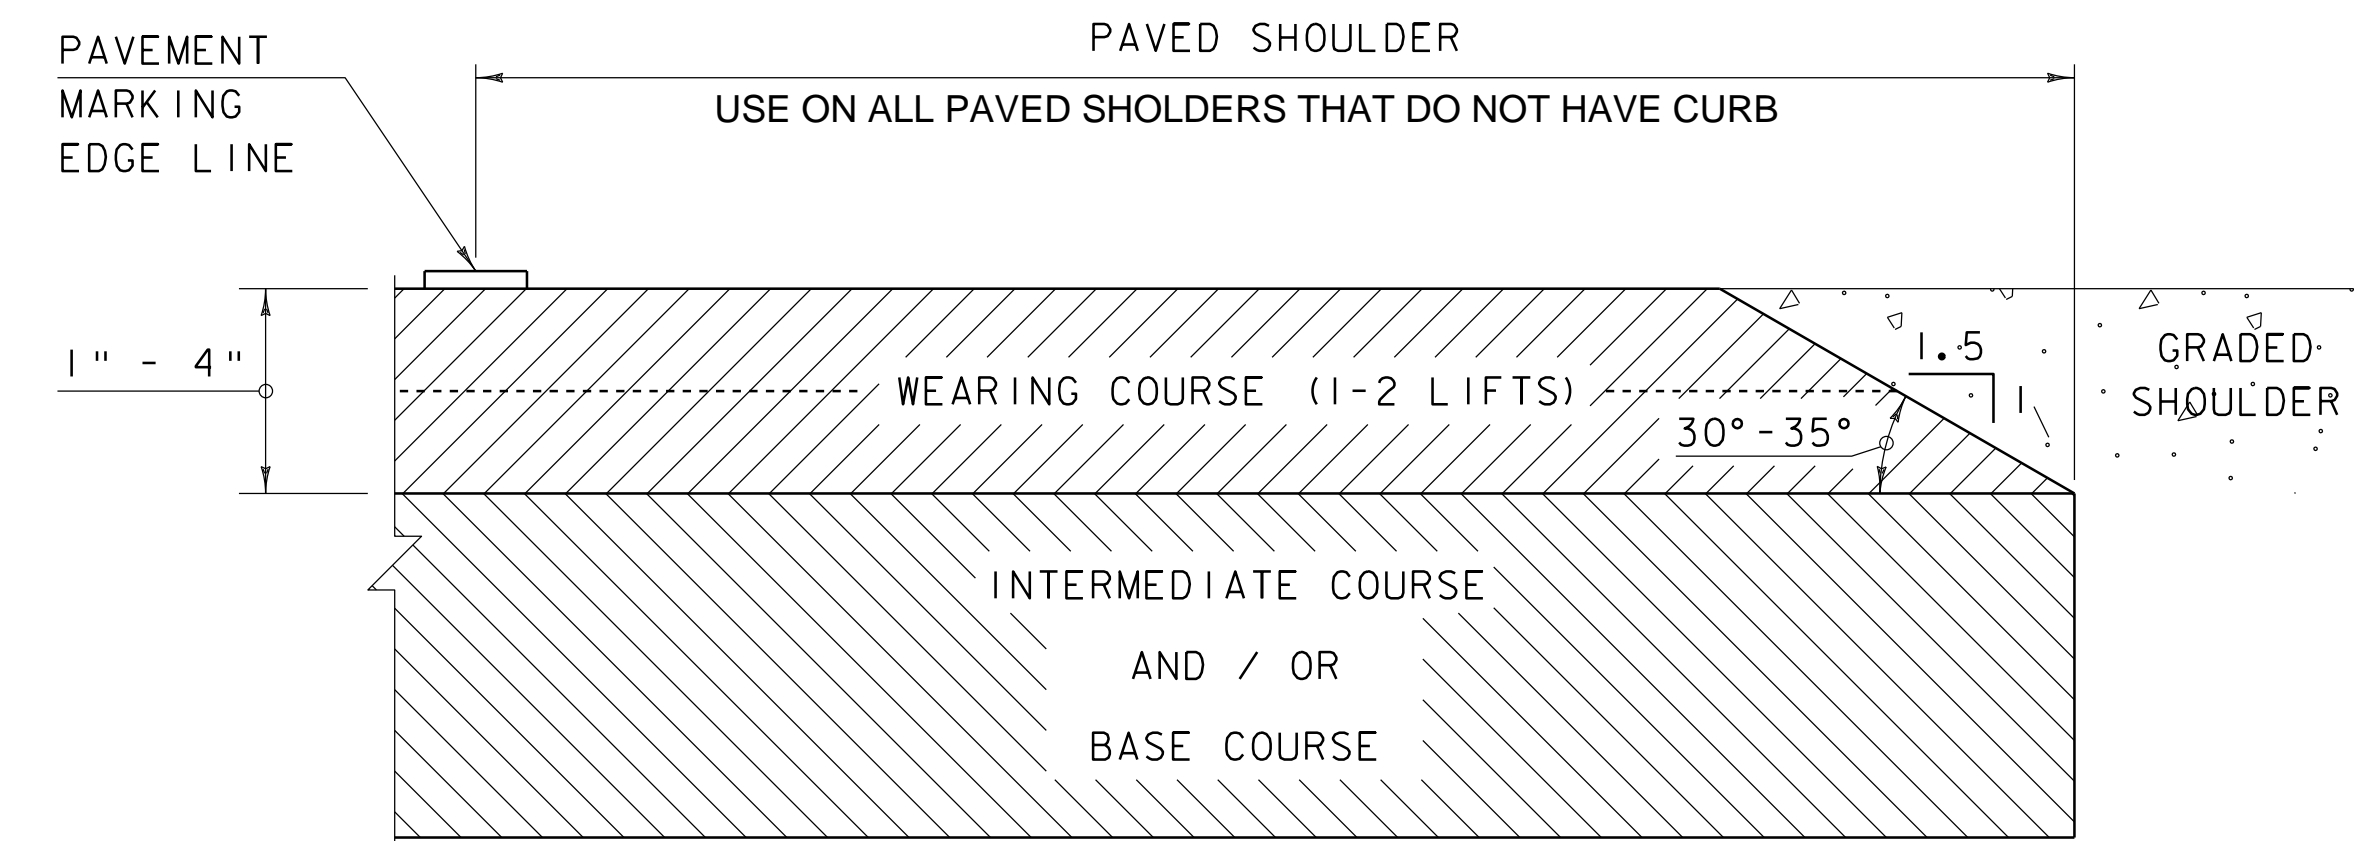 PAVED SHOULDER
PAVEMENT
MARKING
EDGE LINE
USE ON ALL PAVED SHOLDERS THAT DO NOT HAVE CURB
1" - 4"
WEARING COURSE (1-2 LIFTS)
30°-35°
1.5
1
GRADED
SHOULDER
INTERMEDIATE COURSE
AND / OR
BASE COURSE